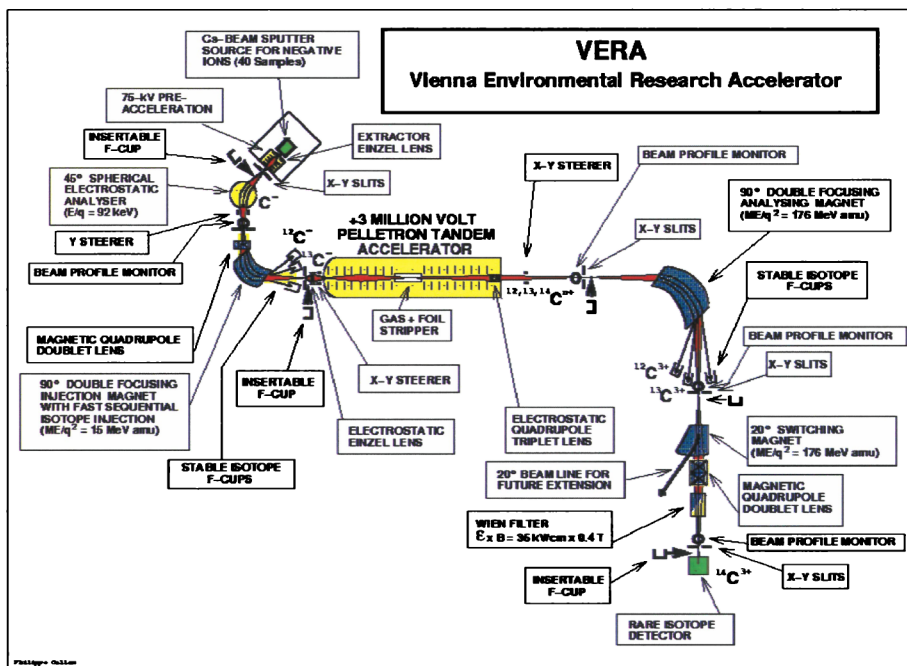 VERA
Vienna Environmental Research Accelerator
Cs-BEAM SPUTTER
SOURCE FOR NEGATIVE
IONS (40 Samples)
75-kV PRE-
ACCELERATION
INSERTABLE
F-CUP
EXTRACTOR
EINZEL LENS
X-Y SLITS
45° SPHERICAL
ELECTROSTATIC
ANALYSER
(E/q = 92 keV)
C⁻
Y STEERER
BEAM PROFILE MONITOR
¹²C⁻
¹³C⁻
+3 MILLION VOLT
PELLETRON TANDEM
ACCELERATOR
X-Y STEERER
BEAM PROFILE MONITOR
X-Y SLITS
90° DOUBLE FOCUSING
ANALYSING MAGNET
(ME/q² = 176 MeV amu)
STABLE ISOTOPE
F-CUPS
¹²,¹³,¹⁴Cⁿ⁺
GAS + FOIL
STRIPPER
MAGNETIC QUADRUPOLE
DOUBLET LENS
90° DOUBLE FOCUSING
INJECTION MAGNET
WITH FAST SEQUENTIAL
ISOTOPE INJECTION
(ME/q² = 15 MeV amu)
INSERTABLE
F-CUP
X-Y STEERER
ELECTROSTATIC
EINZEL LENS
STABLE ISOTOPE
F-CUPS
ELECTROSTATIC
QUADRUPOLE
TRIPLET LENS
BEAM PROFILE MONITOR
X-Y SLITS
¹²C³⁺
¹³C³⁺
20° SWITCHING
MAGNET
(ME/q² = 176 MeV amu)
20° BEAM LINE FOR
FUTURE EXTENSION
MAGNETIC
QUADRUPOLE
DOUBLET LENS
WIEN FILTER
Ɛ x B = 35 kV/cm x 0.4 T
BEAM PROFILE MONITOR
X-Y SLITS
INSERTABLE
F-CUP
¹⁴C³⁺
RARE ISOTOPE
DETECTOR